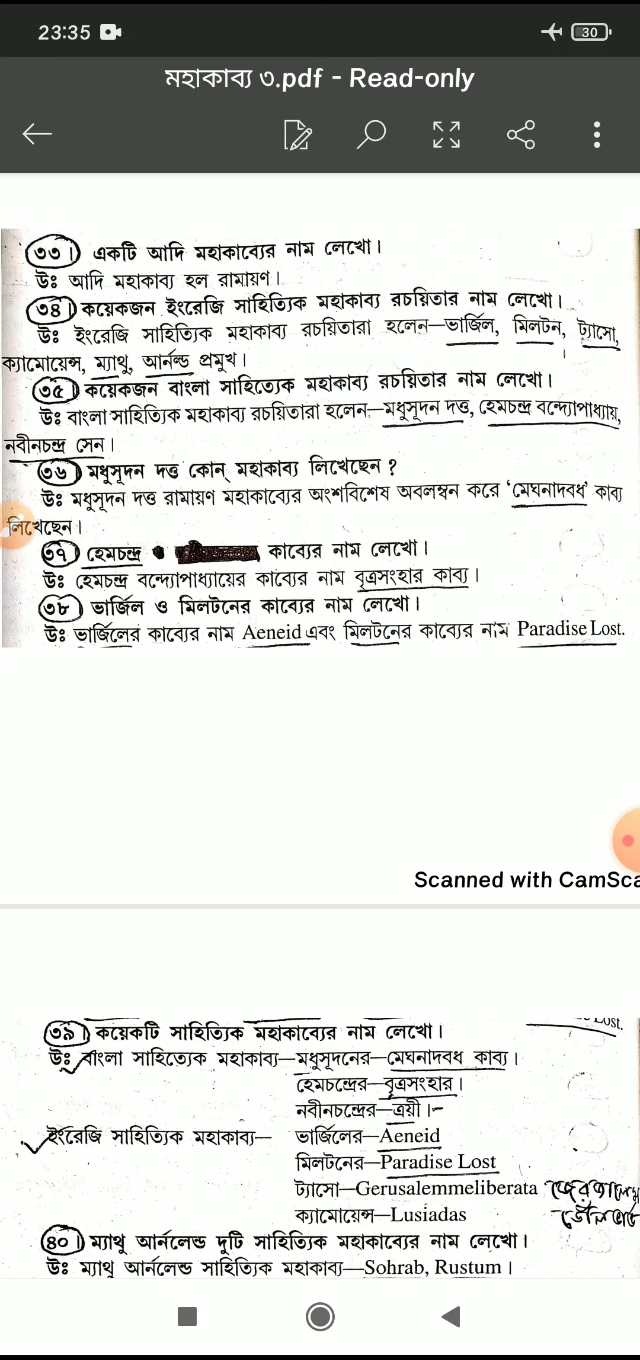 23:35
30
মহাকাব্য ৩.pdf - Read-only
৩৩। একটি আদি মহাকাব্যের নাম লেখো।
উঃ আদি মহাকাব্য হল রামায়ণ।
৩৪। কয়েকজন ইংরেজি সাহিত্যিক মহাকাব্য রচয়িতার নাম লেখো।
উঃ ইংরেজি সাহিত্যিক মহাকাব্য রচয়িতারা হলেন—ভার্জিল, মিলটন, ট্যাসো,
ক্যামোয়েন্স, ম্যাথু, আর্নল্ড প্রমুখ।
৩৫। কয়েকজন বাংলা সাহিত্যেক মহাকাব্য রচয়িতার নাম লেখো।
উঃ বাংলা সাহিত্যিক মহাকাব্য রচয়িতারা হলেন—মধুসূদন দত্ত, হেমচন্দ্র বন্দ্যোপাধ্যায়,
নবীনচন্দ্র সেন।
৩৬। মধুসূদন দত্ত কোন্ মহাকাব্য লিখেছেন ?
উঃ মধুসূদন দত্ত রামায়ণ মহাকাব্যের অংশবিশেষ অবলম্বন করে ‘মেঘনাদবধ’ কাব্য
লিখেছেন।
৩৭। হেমচন্দ্র কাব্যের নাম লেখো।
উঃ হেমচন্দ্র বন্দ্যোপাধ্যায়ের কাব্যের নাম বৃত্রসংহার কাব্য।
৩৮। ভার্জিল ও মিলটনের কাব্যের নাম লেখো।
উঃ ভার্জিলের কাব্যের নাম Aeneid এবং মিলটনের কাব্যের নাম Paradise Lost.
Scanned with CamSca
Lost.
৩৯। কয়েকটি সাহিত্যিক মহাকাব্যের নাম লেখো।
উঃ বাংলা সাহিত্যেক মহাকাব্য—মধুসূদনের—মেঘনাদবধ কাব্য।
হেমচন্দ্রের—বৃত্রসংহার।
নবীনচন্দ্রের—ত্রয়ী।
ইংরেজি সাহিত্যিক মহাকাব্য— ভার্জিলের—Aeneid
মিলটনের—Paradise Lost
ট্যাসো—Gerusalemmeliberata
ক্যামোয়েন্স—Lusiadas
৪০। ম্যাথু আর্নল্ডের দুটি সাহিত্যিক মহাকাব্যের নাম লেখো।
উঃ ম্যাথু আর্নলেন্ড সাহিত্যিক মহাকাব্য—Sohrab, Rustum।